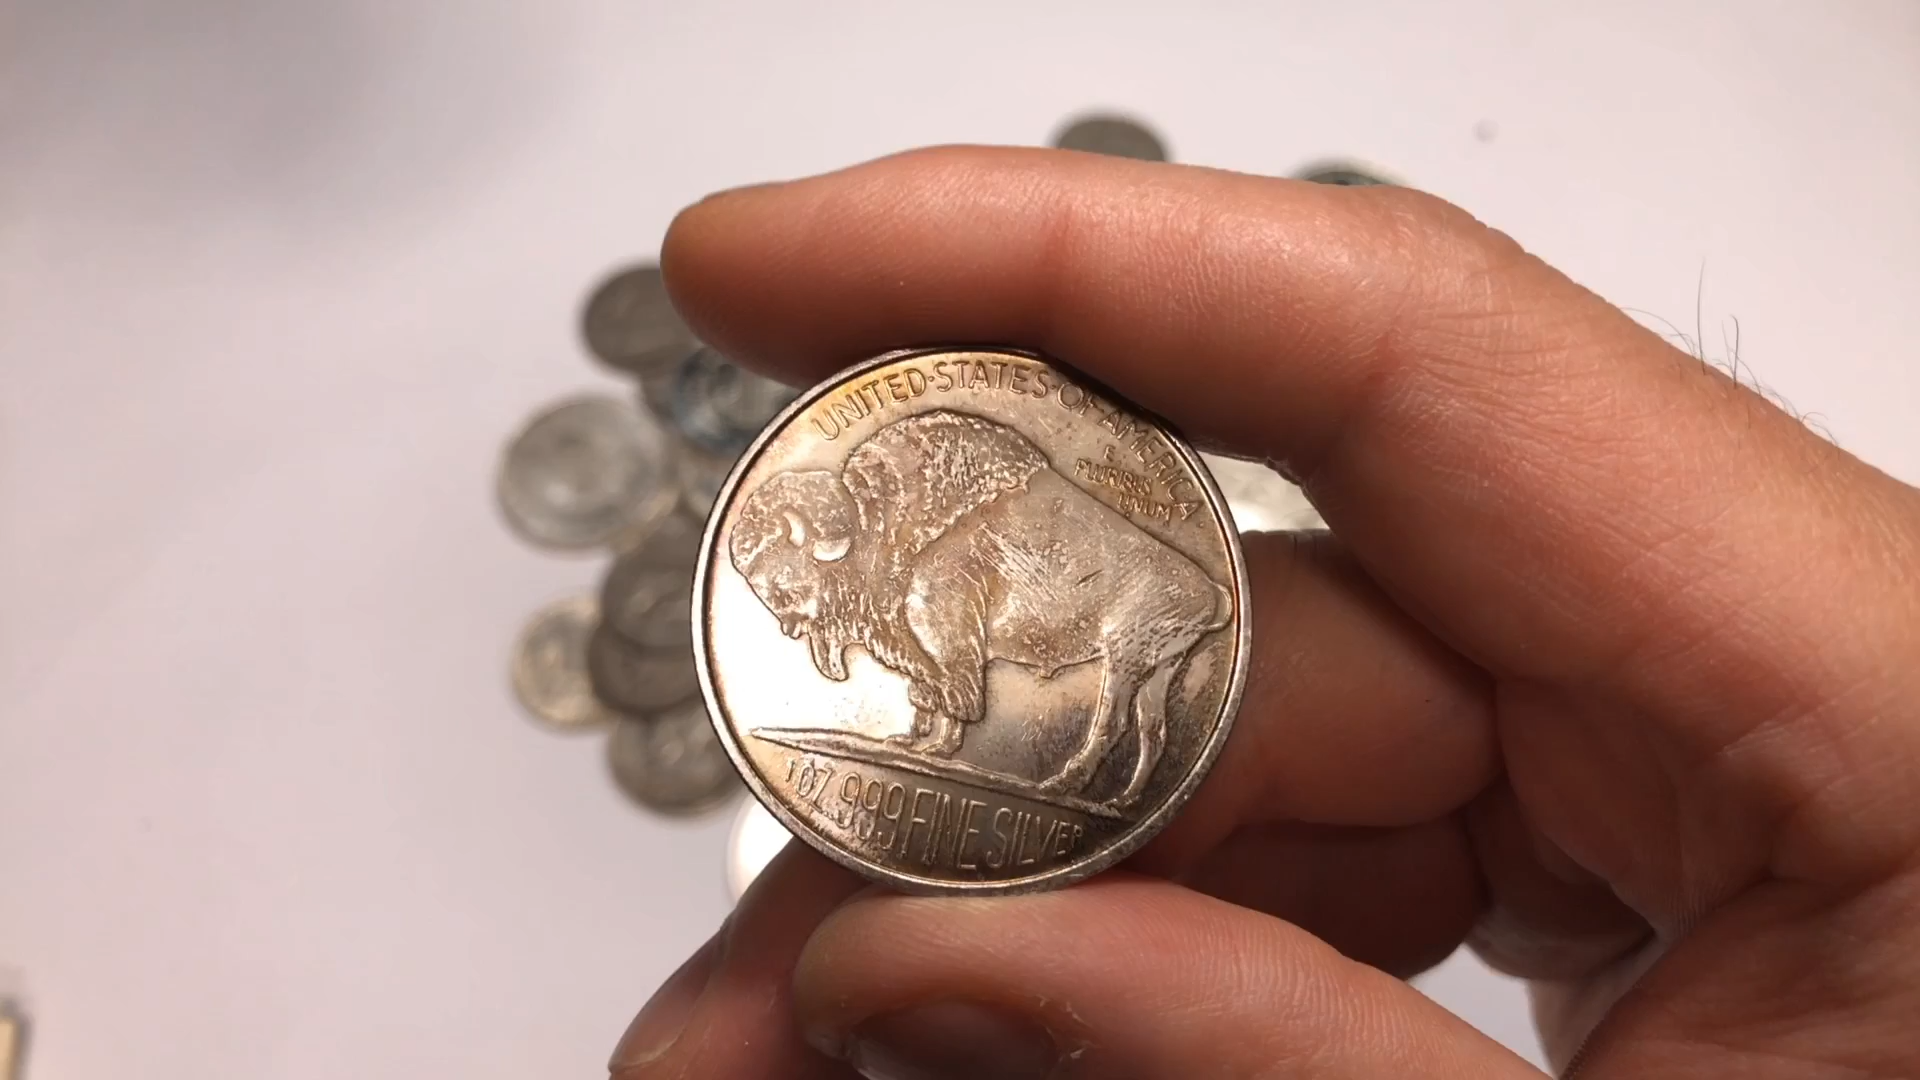 UNITED·STATES·OF·AMERICA·
E
PLURIBUS
UNUM
1 OZ 999 FINE SILVER